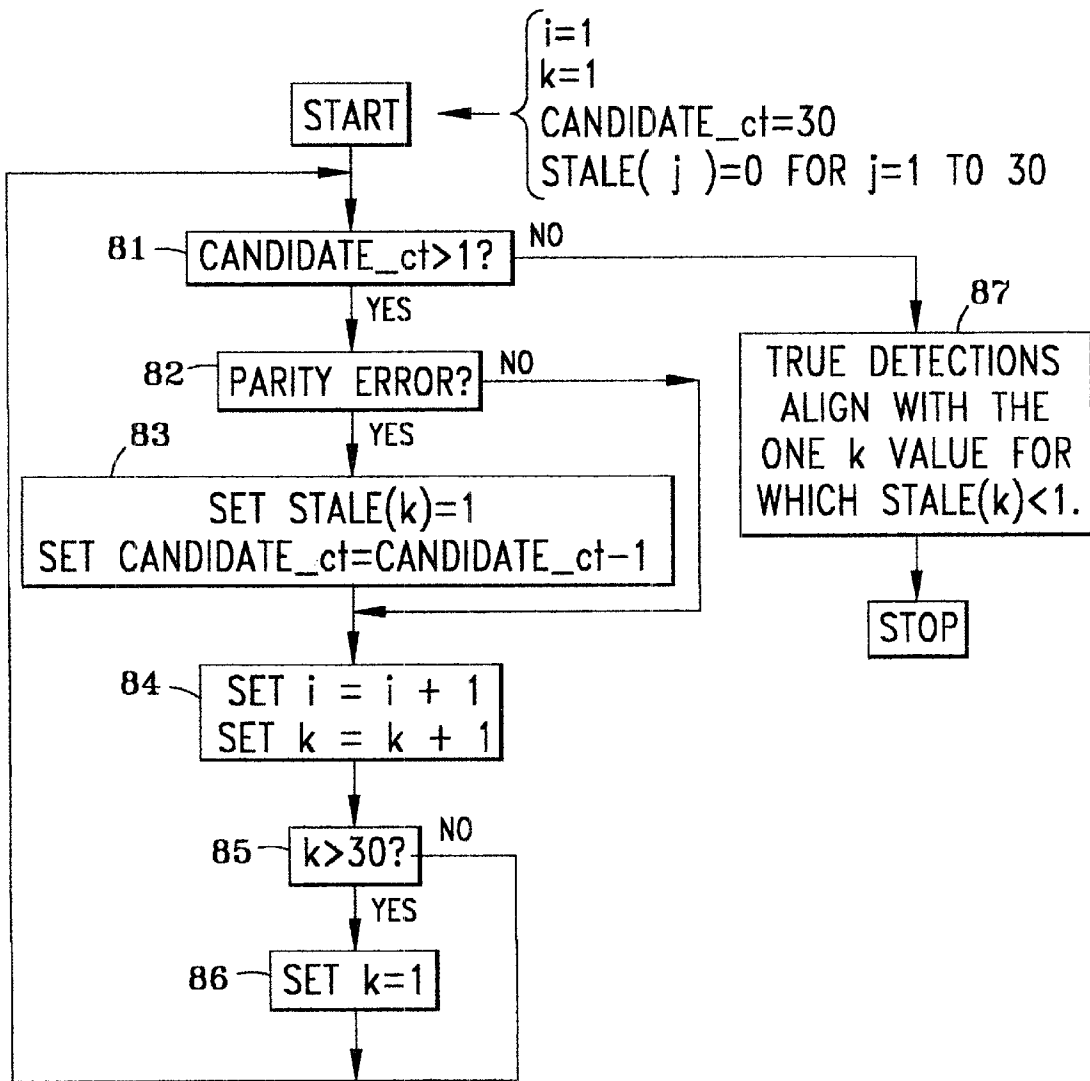 i=1
k=1
CANDIDATE_ct=30
STALE( j )=0 FOR j=1 TO 30
START
81
CANDIDATE_ct>1?
NO
YES
82
PARITY ERROR?
NO
YES
83
SET STALE(k)=1
SET CANDIDATE_ct=CANDIDATE_ct-1
84
SET i = i + 1
SET k = k + 1
85
k>30?
NO
YES
86
SET k=1
87
TRUE DETECTIONS
ALIGN WITH THE
ONE k VALUE FOR
WHICH STALE(k)<1.
STOP